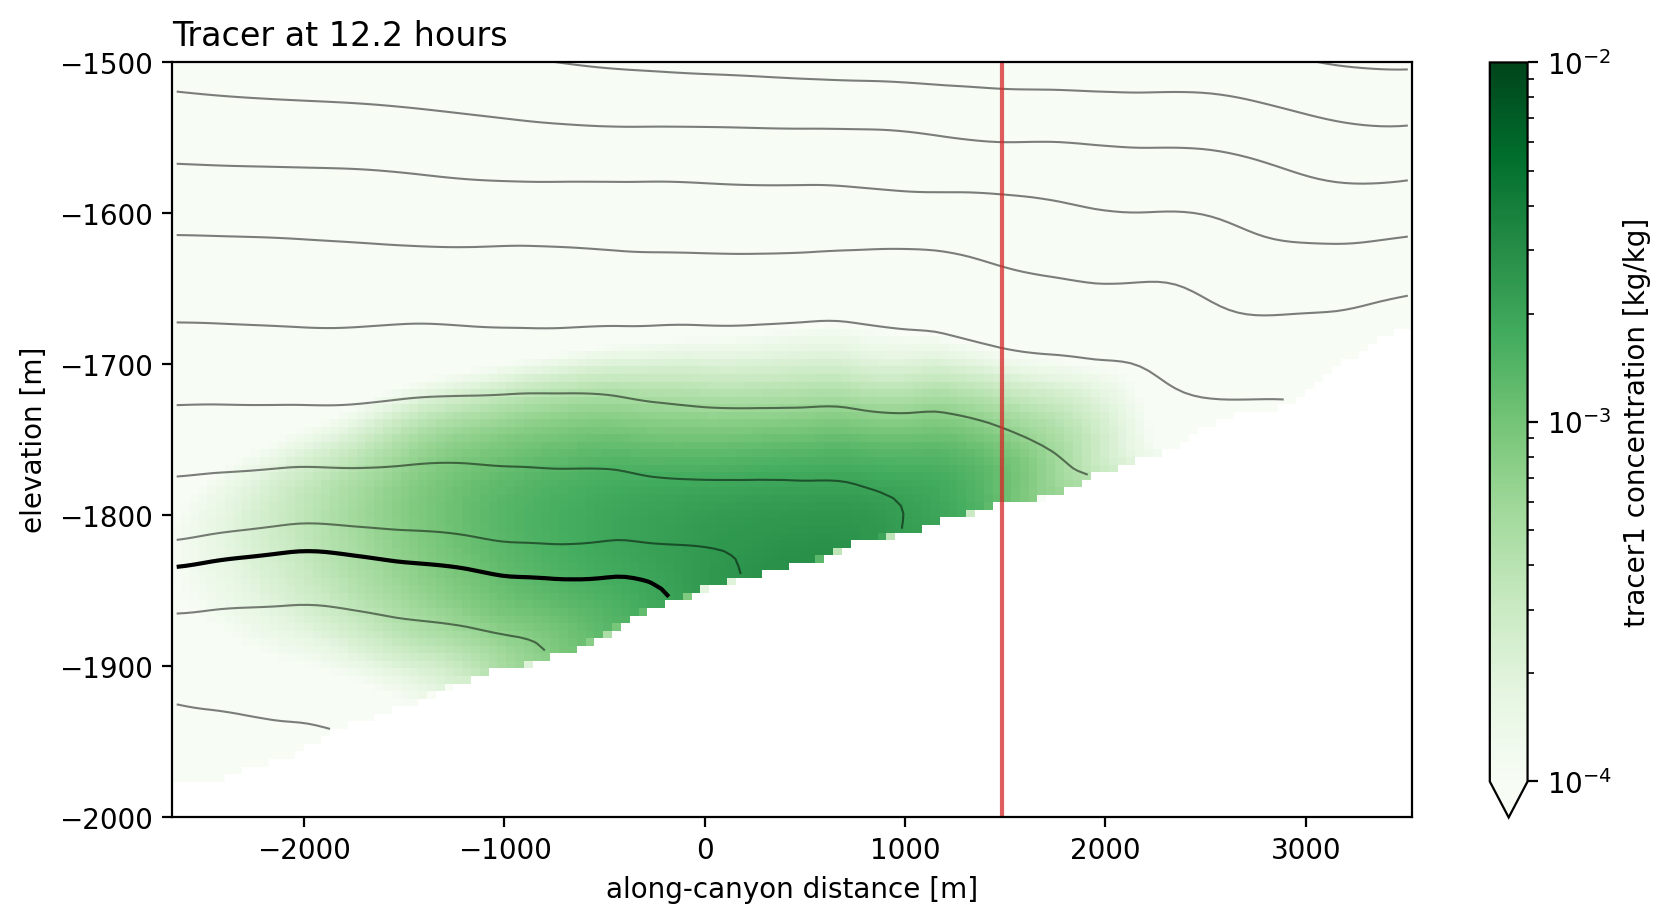 Tracer at 12.2 hours
−1500
−1600
−1700
−1800
−1900
−2000
elevation [m]
−2000 −1000 0 1000 2000 3000
along-canyon distance [m]
10⁻²
10⁻³
10⁻⁴
tracer1 concentration [kg/kg]